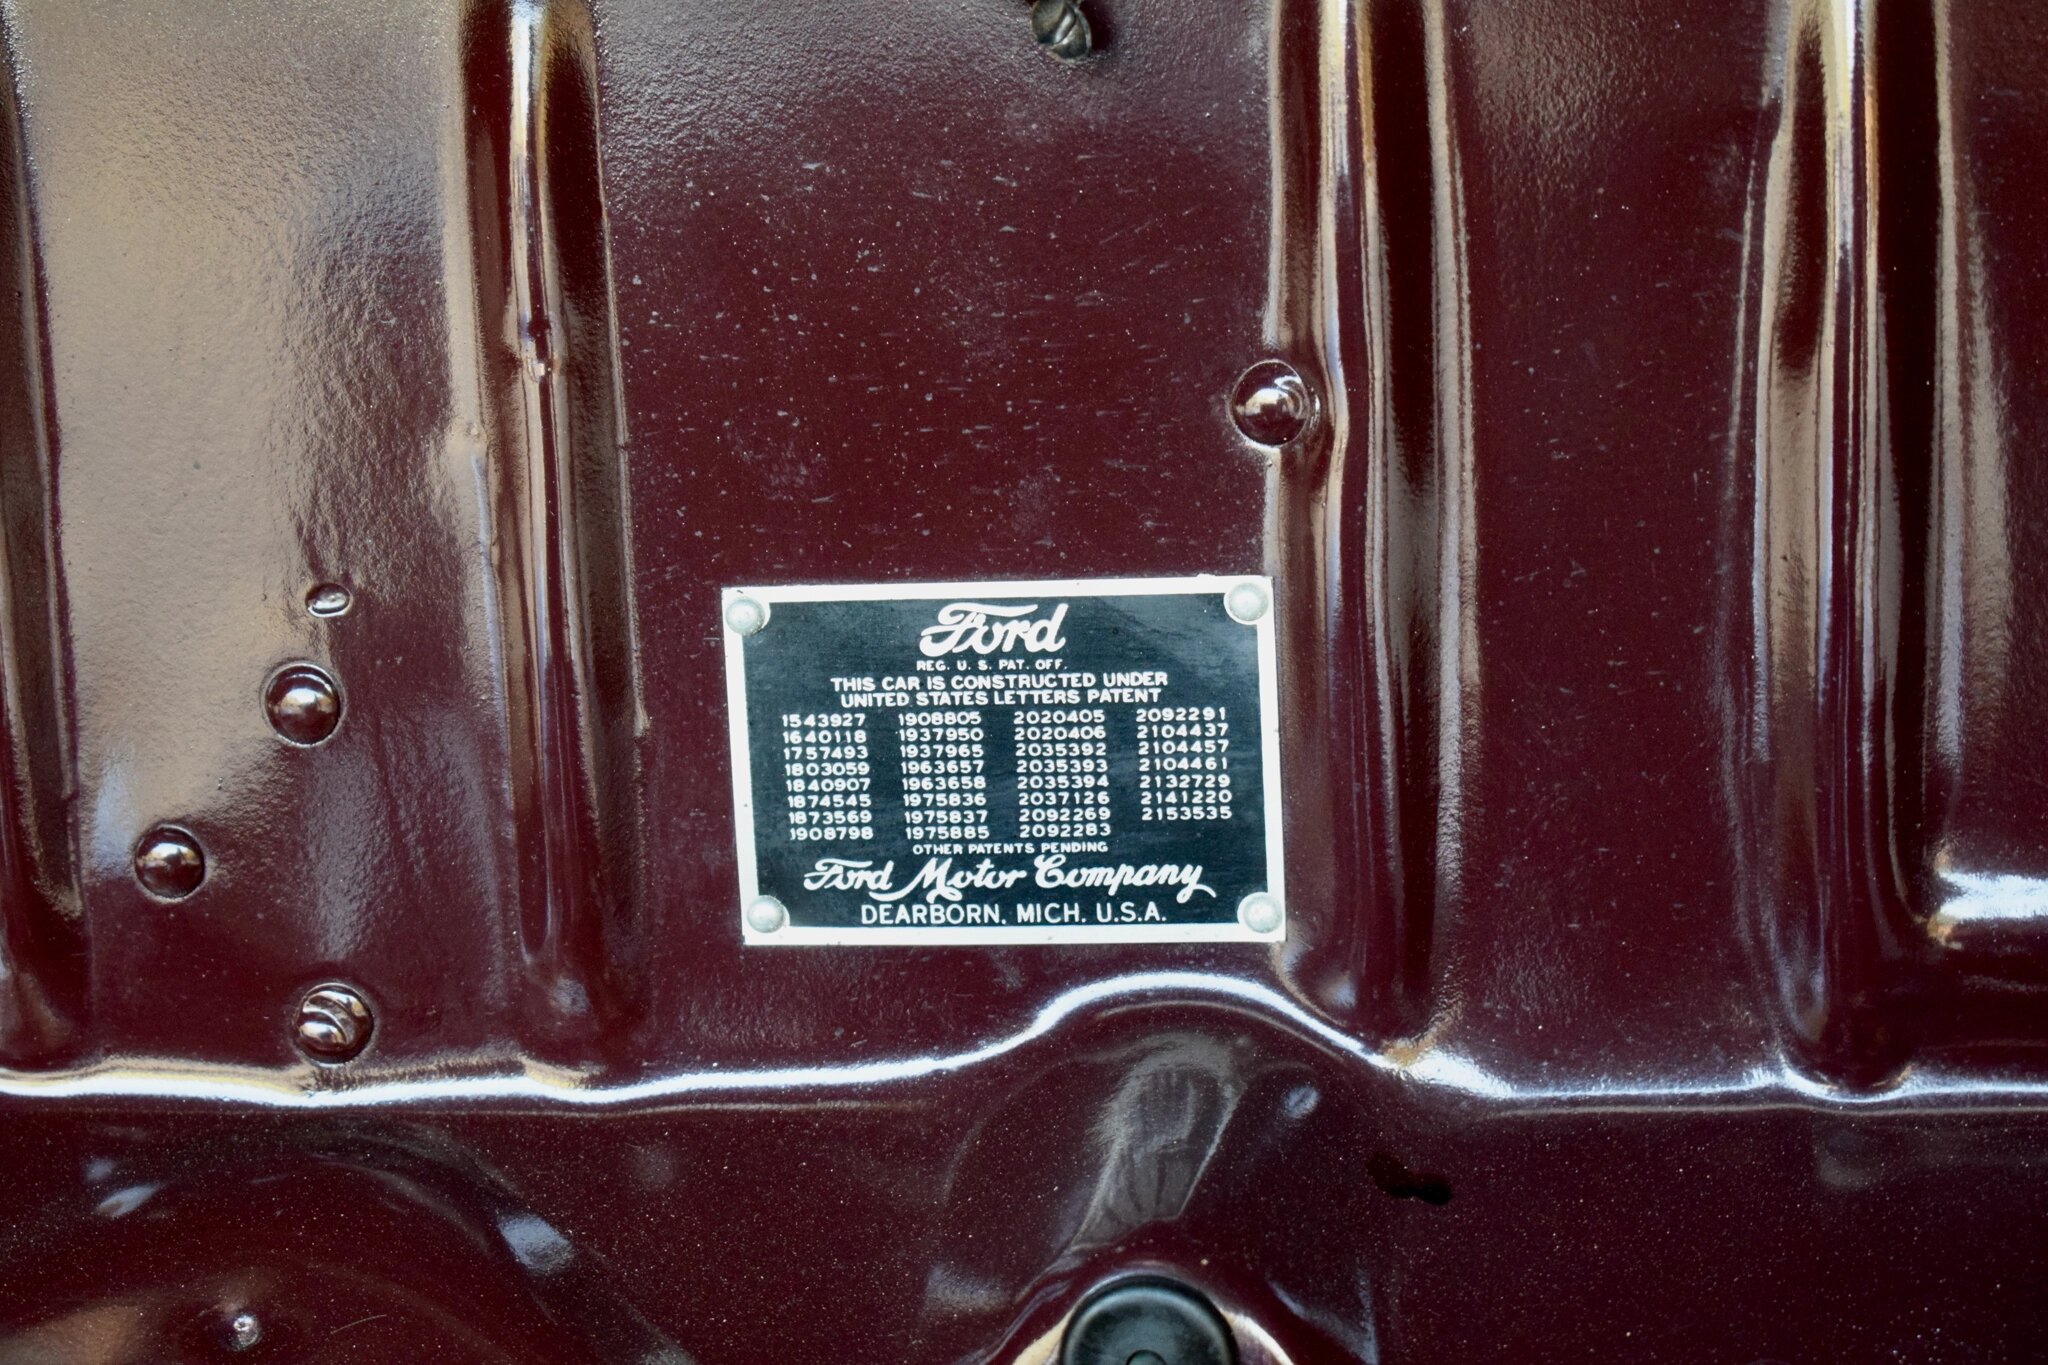 Ford
REG. U. S. PAT. OFF.
THIS CAR IS CONSTRUCTED UNDER
UNITED STATES LETTERS PATENT
1543927 1908805 2020405 2092291
1640118 1937950 2020406 2104437
1757493 1937965 2035392 2104457
1803059 1963657 2035393 2104461
1840907 1963658 2035394 2132729
1874545 1975836 2037126 2141220
1873569 1975837 2092269 2153535
1908798 1975885 2092283
OTHER PATENTS PENDING
Ford Motor Company
DEARBORN, MICH. U.S.A.